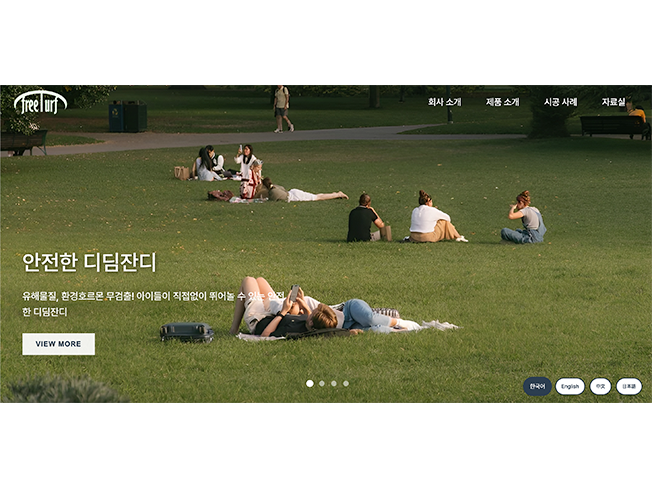 freeTurf
회사 소개
제품 소개
시공 사례
자료실
안전한 디딤잔디
유해물질, 환경호르몬 무검출! 아이들이 직접없이 뛰어놀 수 있는 안전
한 디딤잔디
VIEW MORE
한국어
English
中文
日本語